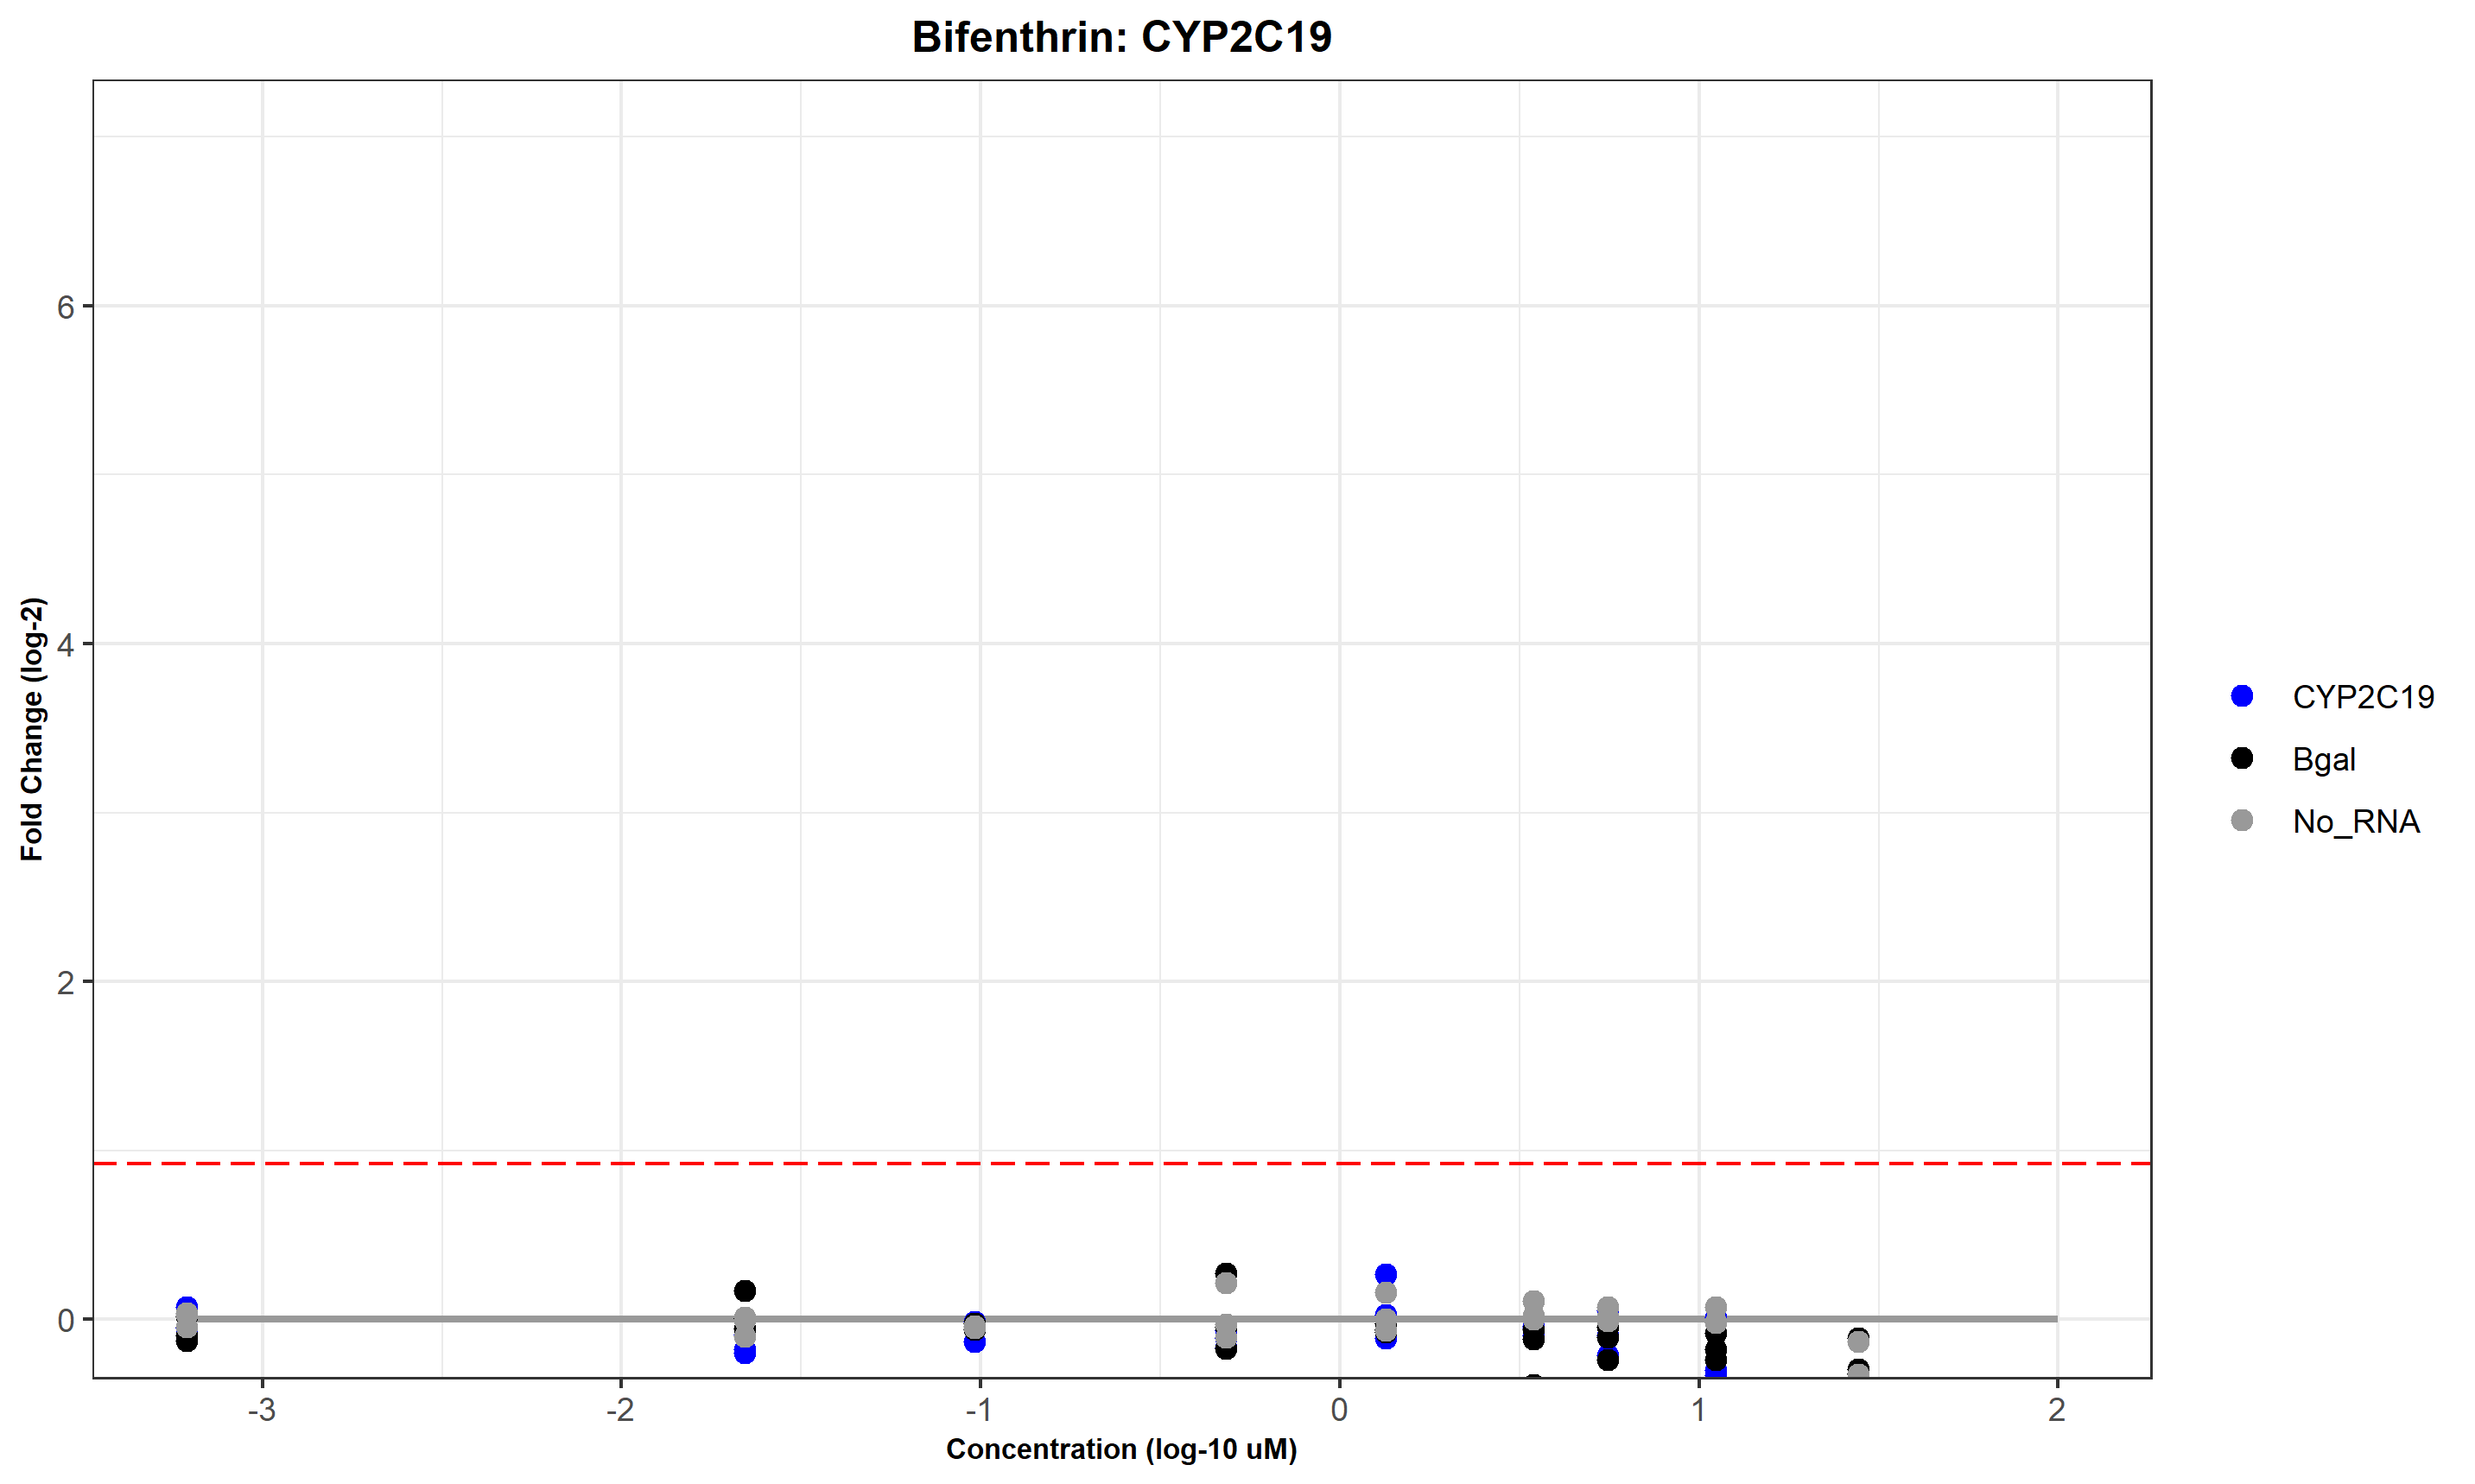 Bifenthrin: CYP2C19
Fold Change (log-2)
6
4
2
0
-3 -2 -1 0 1 2
Concentration (log-10 uM)
CYP2C19
Bgal
No_RNA